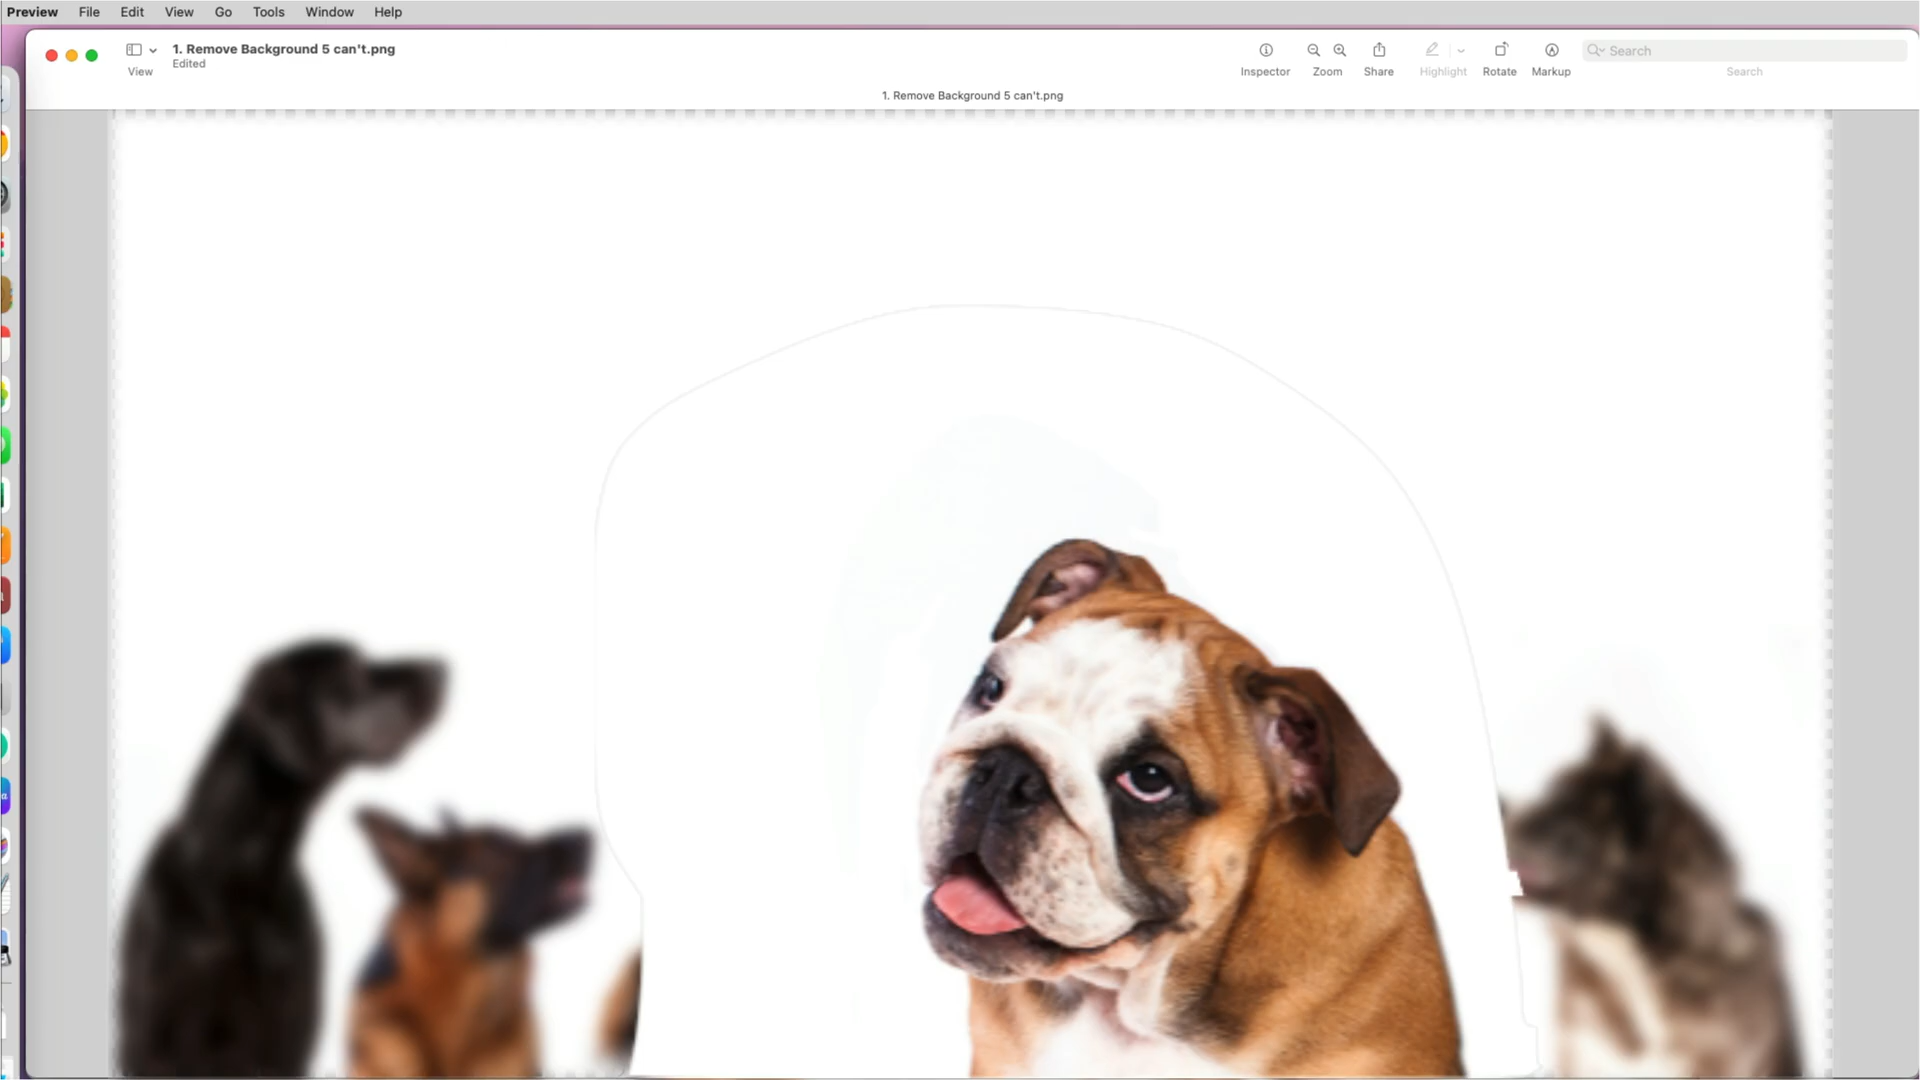 Preview File Edit View Go Tools Window Help
1. Remove Background 5 can't.png
Edited
View
Inspector Zoom Share Highlight Rotate Markup
Search
Search
1. Remove Background 5 can't.png